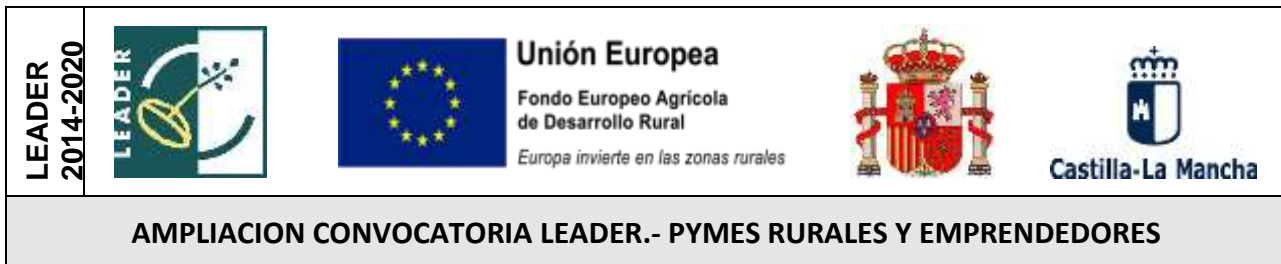 LEADER
2014-2020
LEADER
Unión Europea
Fondo Europeo Agrícola
de Desarrollo Rural
Europa invierte en las zonas rurales
Castilla-La Mancha
AMPLIACION CONVOCATORIA LEADER.- PYMES RURALES Y EMPRENDEDORES